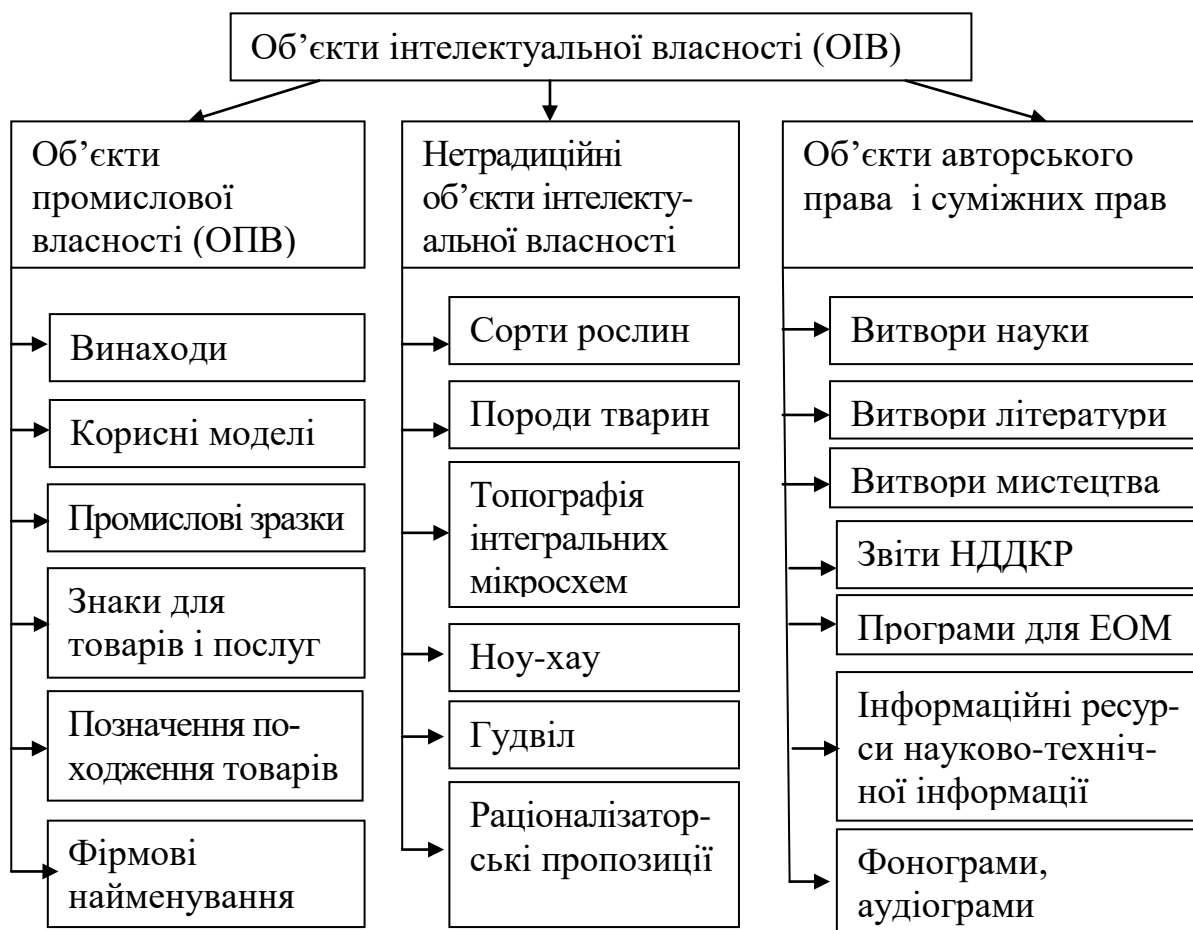 Об’єкти інтелектуальної власності (ОІВ)
Об’єкти
промислової
власності (ОПВ)
Винаходи
Корисні моделі
Промислові зразки
Знаки для
товарів і послуг
Позначення по-
ходження товарів
Фірмові
найменування
Нетрадиційні
об’єкти інтелекту-
альної власності
Сорти рослин
Породи тварин
Топографія
інтегральних
мікросхем
Ноу-хау
Гудвіл
Раціоналізатор-
ські пропозиції
Об’єкти авторського
права і суміжних прав
Витвори науки
Витвори літератури
Витвори мистецтва
Звіти НДДКР
Програми для ЕОМ
Інформаційні ресур-
си науково-техніч-
ної інформації
Фонограми,
аудіограми